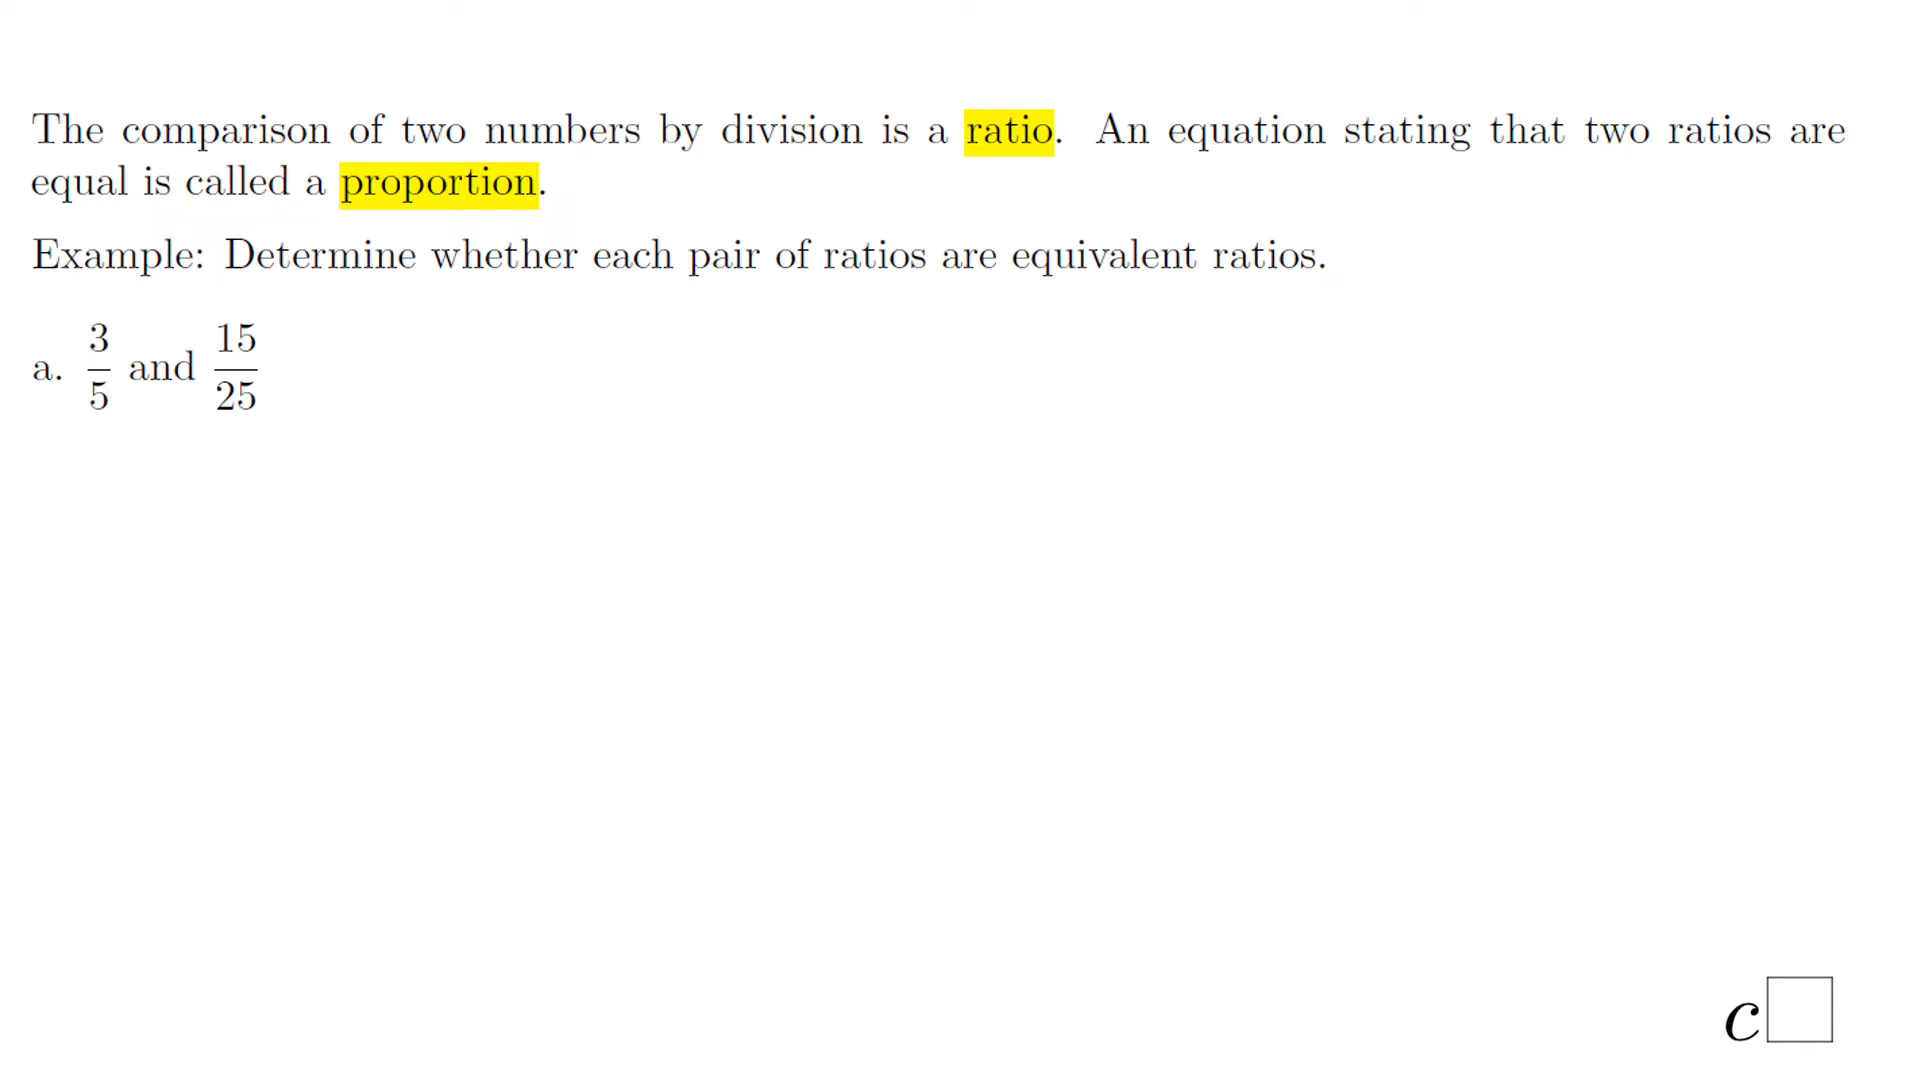 The comparison of two numbers by division is a ratio. An equation stating that two ratios are
equal is called a proportion.
Example: Determine whether each pair of ratios are equivalent ratios.
a. 3/5 and 15/25
c